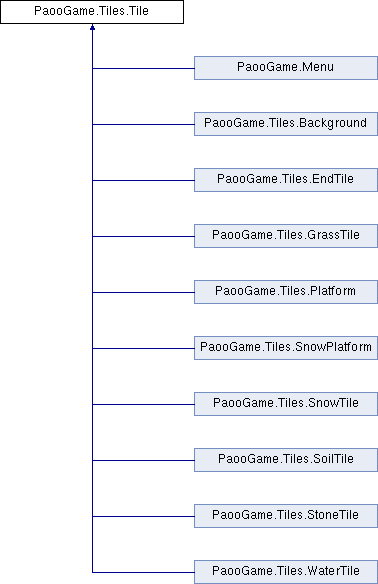 PaooGame.Tiles.Tile
PaooGame.Menu
PaooGame.Tiles.Background
PaooGame.Tiles.EndTile
PaooGame.Tiles.GrassTile
PaooGame.Tiles.Platform
PaooGame.Tiles.SnowPlatform
PaooGame.Tiles.SnowTile
PaooGame.Tiles.SoilTile
PaooGame.Tiles.StoneTile
PaooGame.Tiles.WaterTile